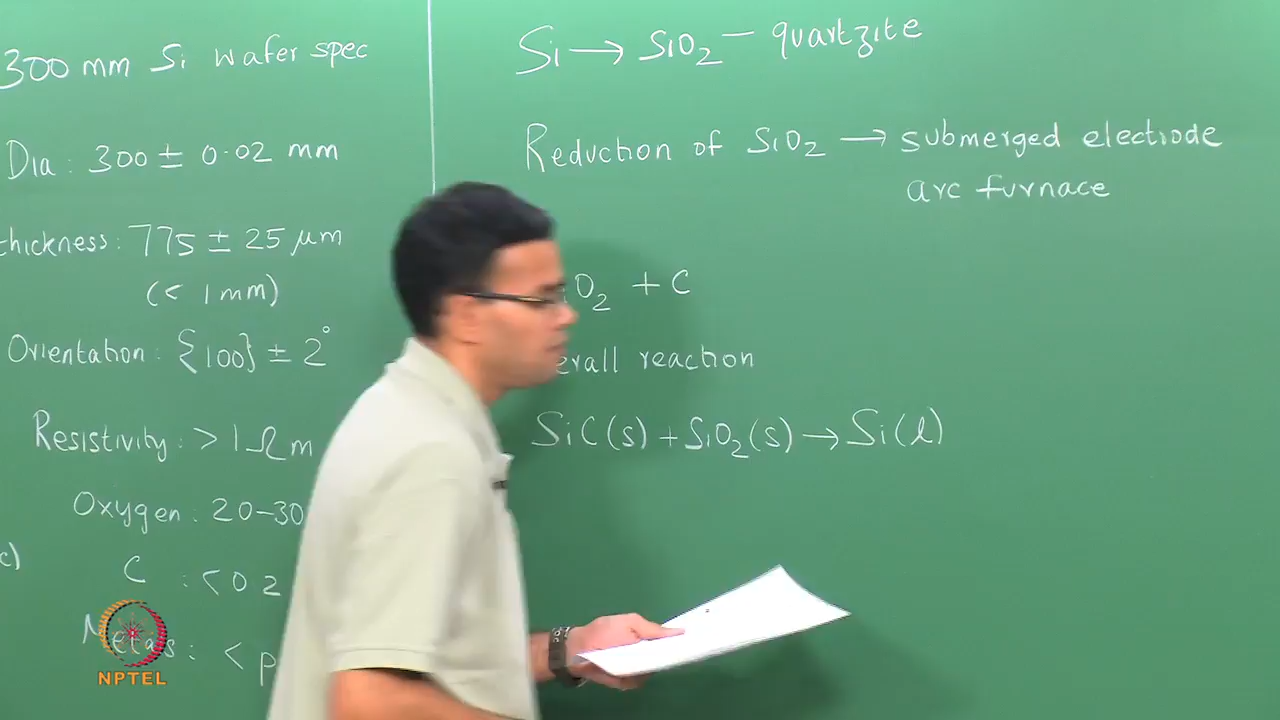 300 mm Si wafer spec
Dia : 300 ± 0.02 mm
thickness : 775 ± 25 µm
(< 1 mm)
Orientation : {100} ± 2°
Resistivity : > 1 Ω m
Oxygen : 20-30
C : < 0 2
Metals : < p
Si → SiO2 - quartzite
Reduction of SiO2 → submerged electrode
arc furnace
O2 + C
erall reaction
SiC(s) + SiO2(s) → Si(l)
NPTEL